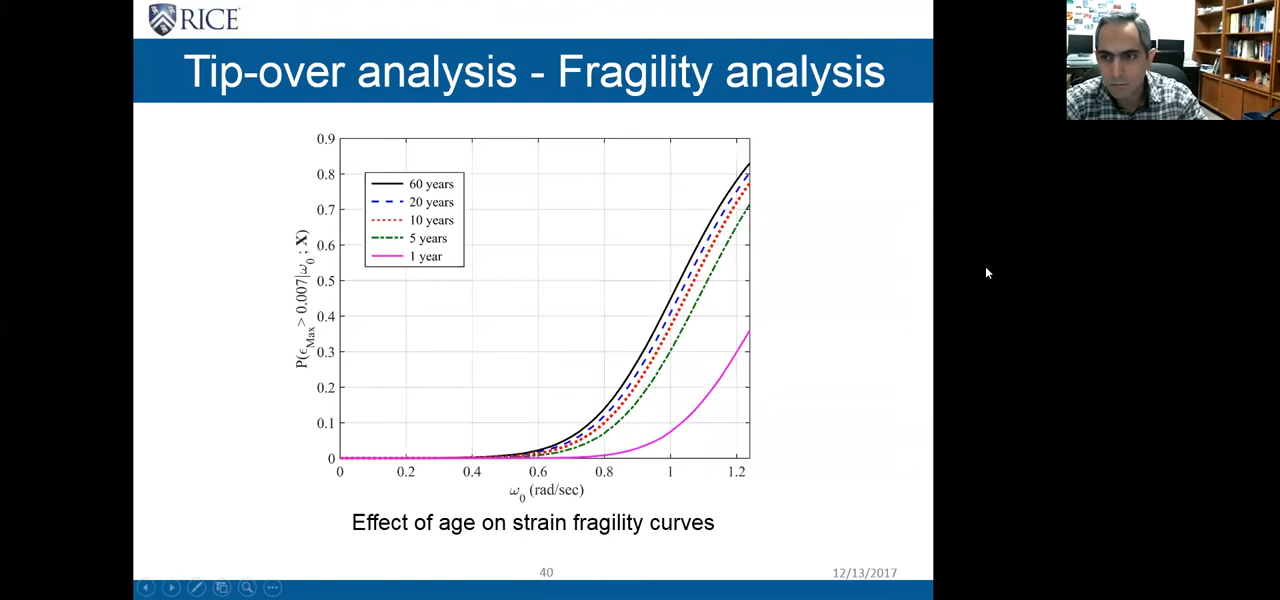 RICE
Tip-over analysis - Fragility analysis
0.9
0.8
0.7
0.6
0.5
0.4
0.3
0.2
0.1
0
P(ϵMax > 0.007|ω0 ; X)
60 years
20 years
10 years
5 years
1 year
0 0.2 0.4 0.6 0.8 1 1.2
ω0 (rad/sec)
Effect of age on strain fragility curves
40
12/13/2017